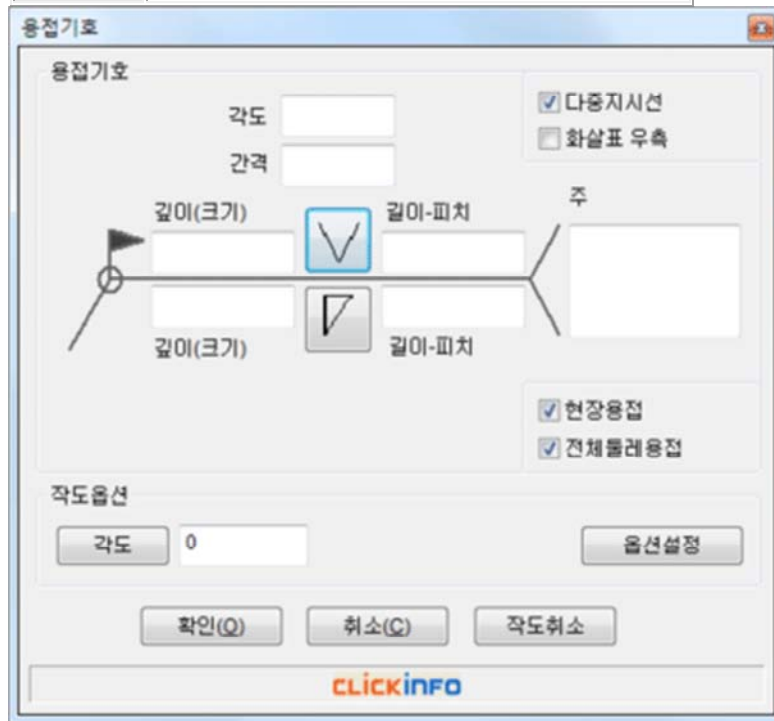 용접기호
용접기호
각도
간격
다중지시선
화살표 우측
깊이(크기)
길이-피치
주
깊이(크기)
길이-피치
현장용접
전체둘레용접
작도옵션
각도
0
옵션설정
확인(O)
취소(C)
작도취소
CLICKINFO